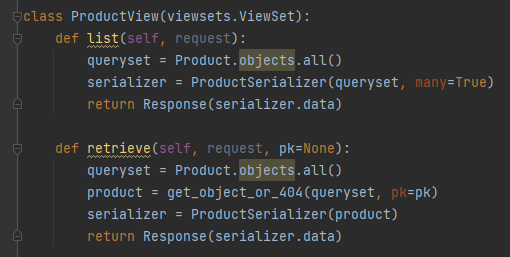 class ProductView(viewsets.ViewSet):
    def list(self, request):
        queryset = Product.objects.all()
        serializer = ProductSerializer(queryset, many=True)
        return Response(serializer.data)

    def retrieve(self, request, pk=None):
        queryset = Product.objects.all()
        product = get_object_or_404(queryset, pk=pk)
        serializer = ProductSerializer(product)
        return Response(serializer.data)